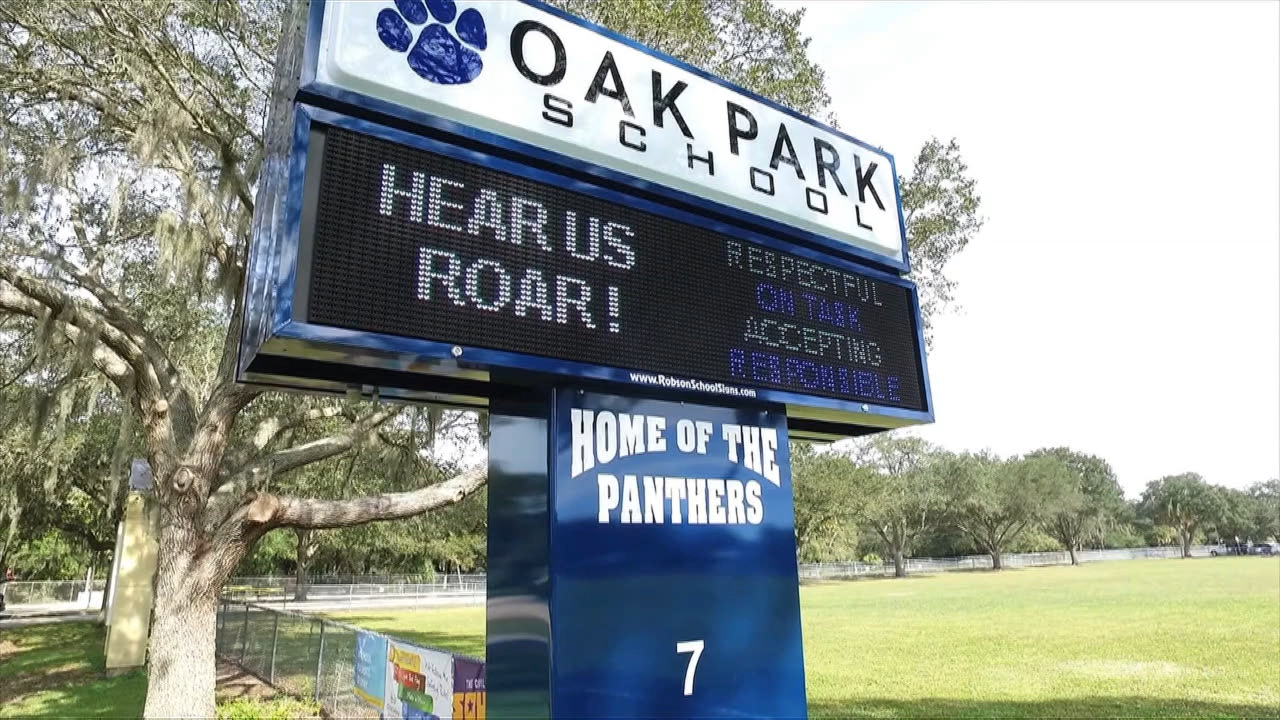 OAK PARK
SCHOOL
HEAR US
ROAR!
RESPECTFUL
ON TASK
ACCEPTING
RESPONSIBLE
www.RobsonSchoolSigns.com
HOME OF THE
PANTHERS
7